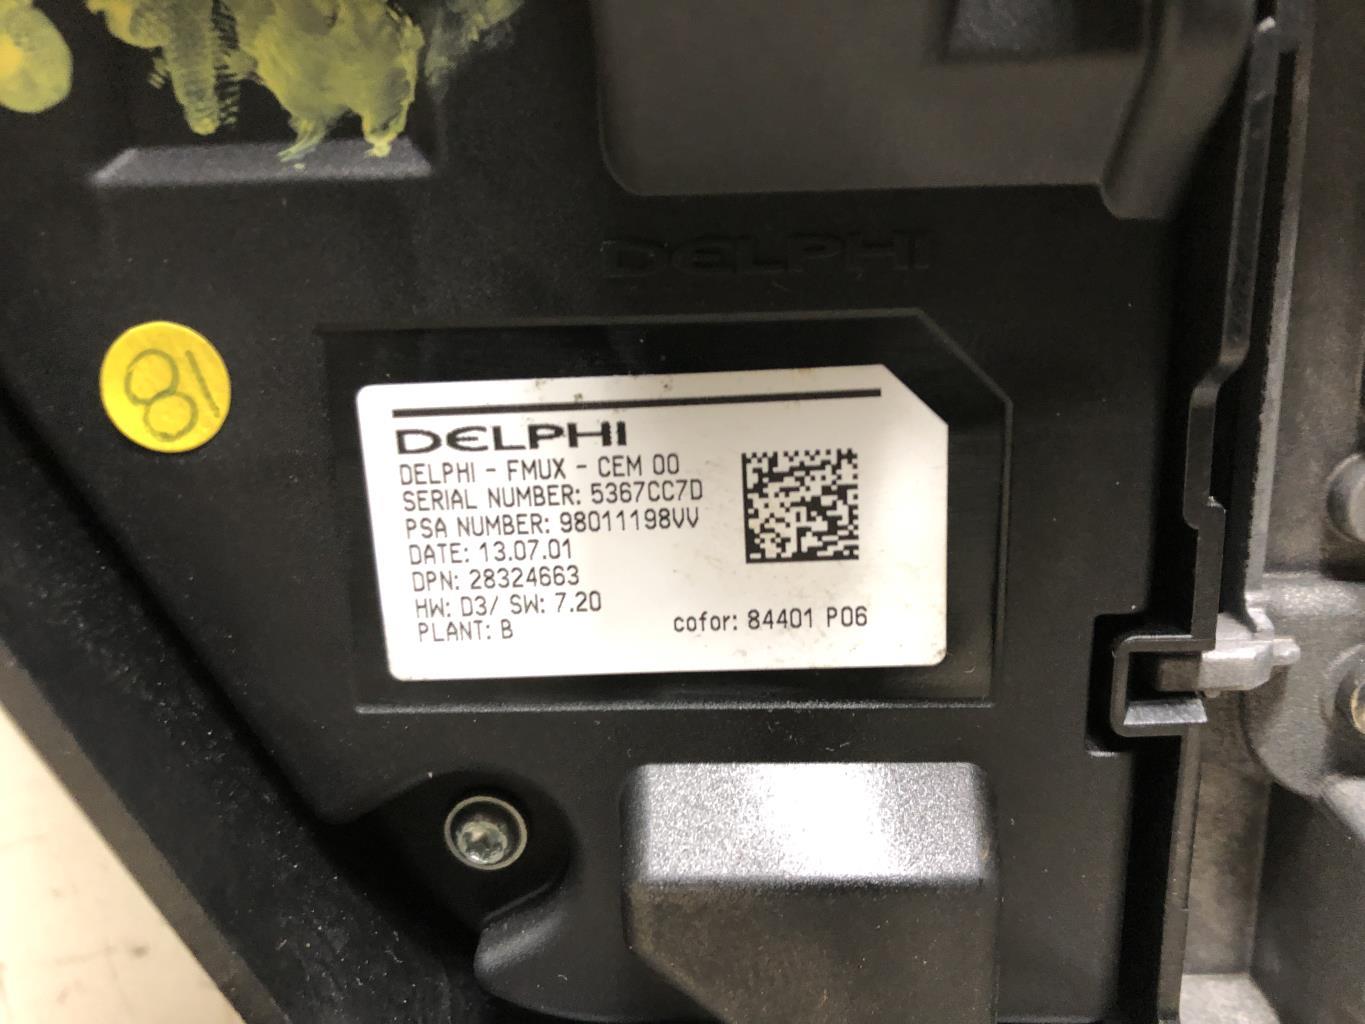 DELPHI
81
DELPHI
DELPHI - FMUX - CEM 00
SERIAL NUMBER: 5367CC7D
PSA NUMBER: 98011198VV
DATE: 13.07.01
DPN: 28324663
HW: D3/ SW: 7.20
PLANT: B
cofor: 84401 P06